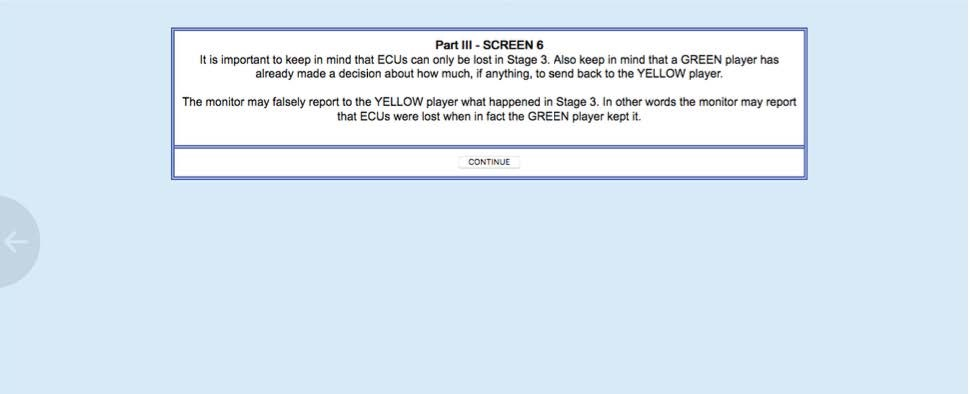 Part III - SCREEN 6
It is important to keep in mind that ECUs can only be lost in Stage 3. Also keep in mind that a GREEN player has
already made a decision about how much, if anything, to send back to the YELLOW player.
The monitor may falsely report to the YELLOW player what happened in Stage 3. In other words the monitor may report
that ECUs were lost when in fact the GREEN player kept it.
CONTINUE